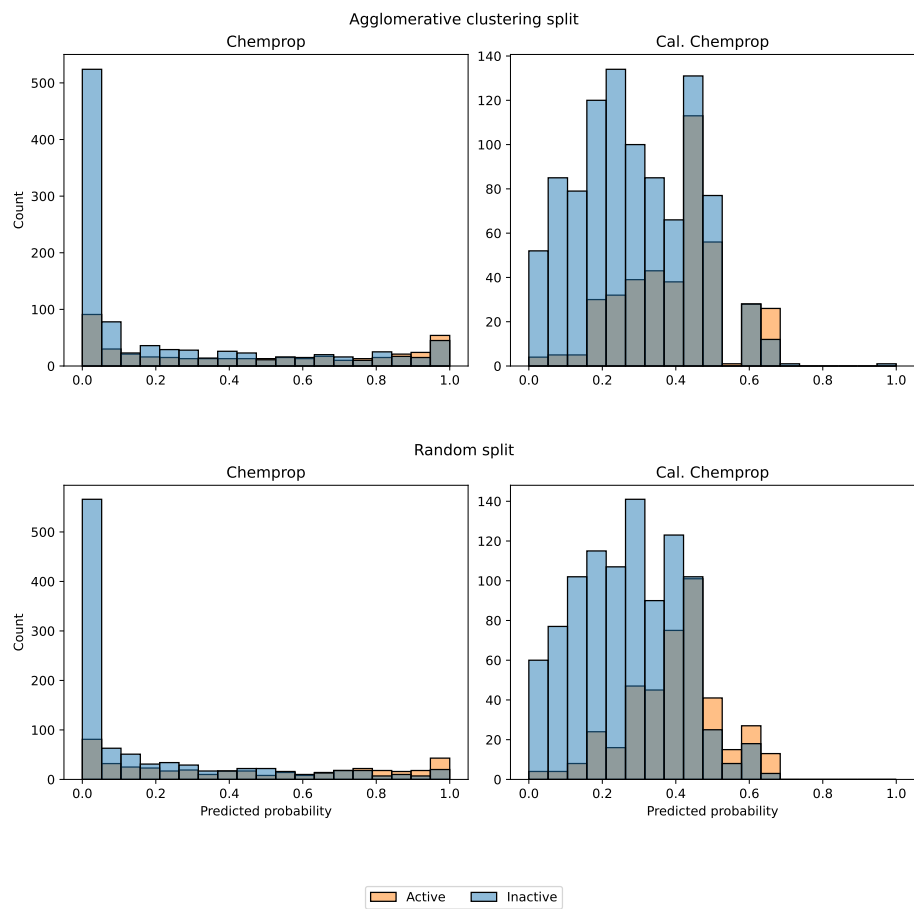 Agglomerative clustering split
Chemprop
Cal. Chemprop
Count
500
400
300
200
100
0
0.0 0.2 0.4 0.6 0.8 1.0
140
120
100
80
60
40
20
0
0.0 0.2 0.4 0.6 0.8 1.0
Random split
Chemprop
Cal. Chemprop
Count
500
400
300
200
100
0
0.0 0.2 0.4 0.6 0.8 1.0
Predicted probability
140
120
100
80
60
40
20
0
0.0 0.2 0.4 0.6 0.8 1.0
Predicted probability
Active Inactive